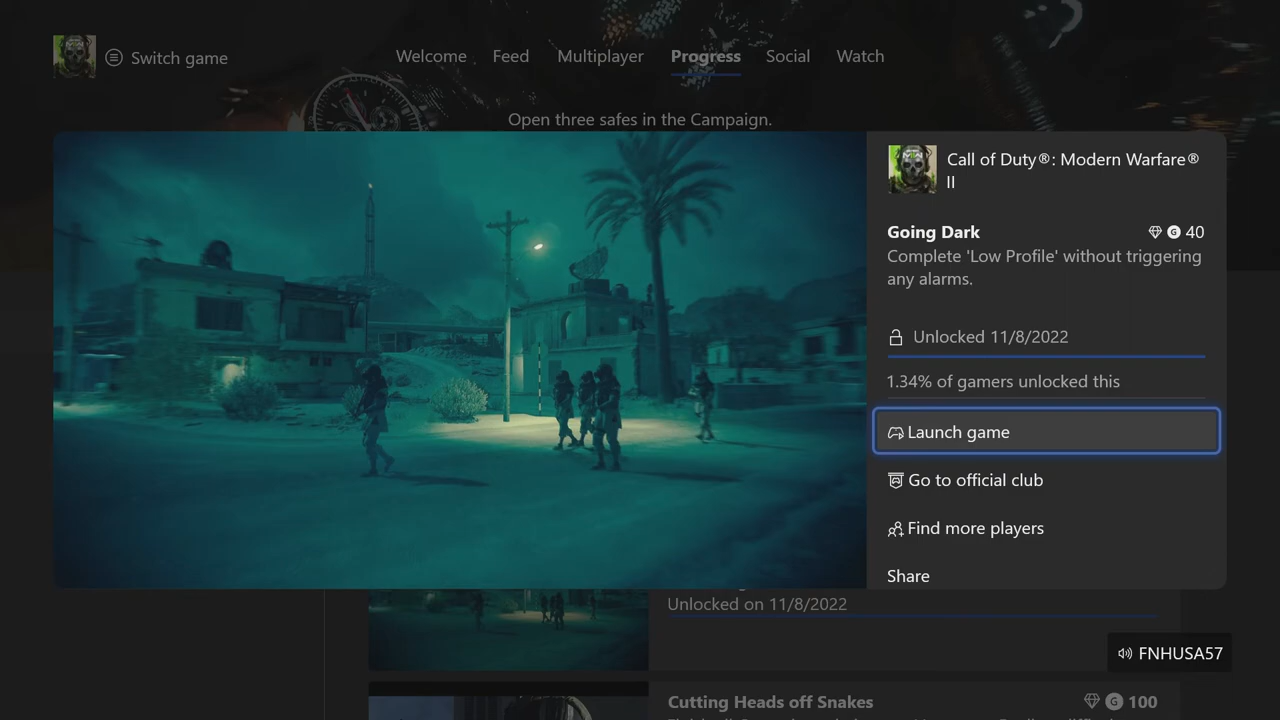 Switch game
Welcome
Feed
Multiplayer
Progress
Social
Watch
Open three safes in the Campaign.
Call of Duty®: Modern Warfare®
II
Going Dark
G 40
Complete 'Low Profile' without triggering
any alarms.
Unlocked 11/8/2022
1.34% of gamers unlocked this
Launch game
Go to official club
Find more players
Share
Unlocked on 11/8/2022
FNHUSA57
Cutting Heads off Snakes
G 100